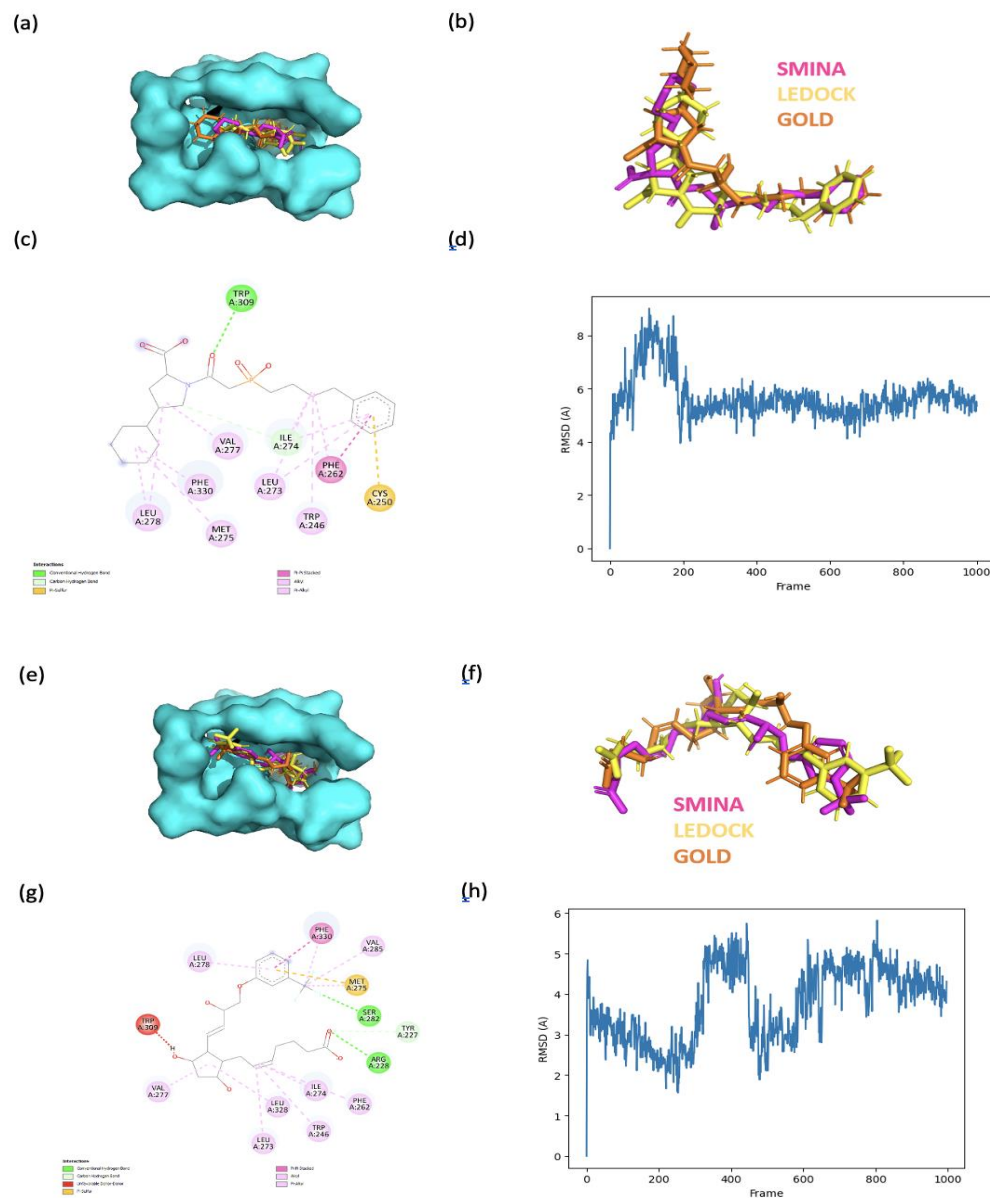 (a)
(b)
SMINA
LEDOCK
GOLD
(c)
(d)
TRP
A:309
VAL
A:277
ILE
A:274
PHE
A:330
LEU
A:273
PHE
A:262
CYS
A:250
LEU
A:278
MET
A:275
TRP
A:246
Interactions
Conventional Hydrogen Bond
Carbon Hydrogen Bond
Pi-Sulfur
Pi-Pi Stacked
Alkyl
Pi-Alkyl
RMSD (A)
8
6
4
2
0
0 200 400 600 800 1000
Frame
(e)
(f)
SMINA
LEDOCK
GOLD
(g)
(h)
PHE
A:330
VAL
A:285
LEU
A:278
MET
A:275
SER
A:282
TRP
A:309
TYR
A:227
ARG
A:228
VAL
A:277
ILE
A:274
LEU
A:328
PHE
A:262
TRP
A:246
LEU
A:273
Interactions
Conventional Hydrogen Bond
Carbon Hydrogen Bond
Unfavorable Donor-Donor
Pi-Sulfur
Pi-Pi Stacked
Alkyl
Pi-Alkyl
RMSD (A)
6
5
4
3
2
1
0
0 200 400 600 800 1000
Frame